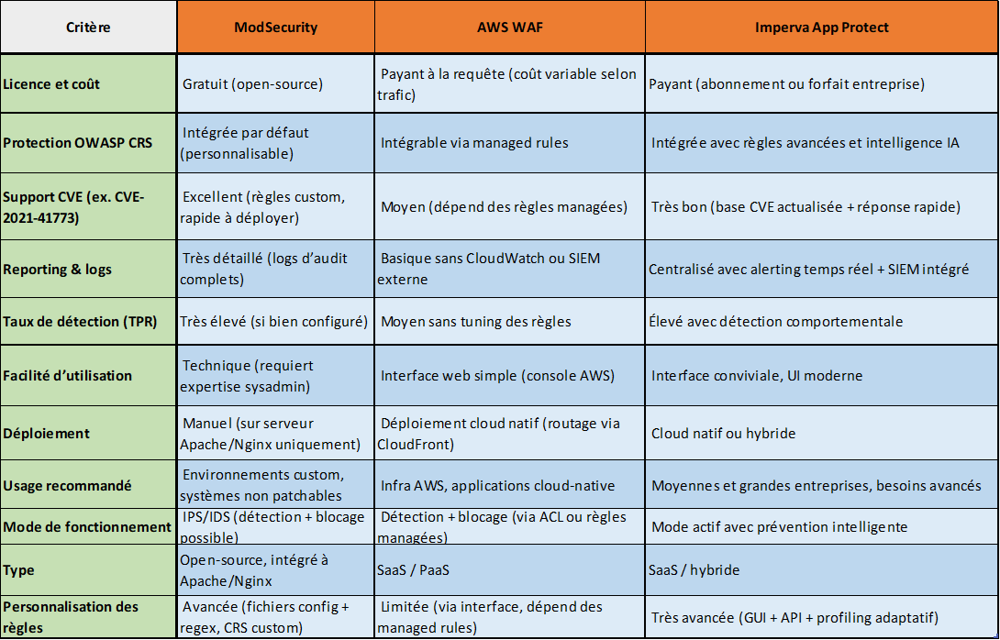 Critère ModSecurity AWS WAF Imperva App Protect
Licence et coût
Gratuit (open-source)
Payant à la requête (coût variable selon
trafic)
Payant (abonnement ou forfait entreprise)
Protection OWASP CRS
Intégrée par défaut
(personnalisable)
Intégrable via managed rules
Intégrée avec règles avancées et intelligence IA
Support CVE (ex. CVE-
2021-41773)
Excellent (règles custom,
rapide à déployer)
Moyen (dépend des règles managées)
Très bon (base CVE actualisée + réponse rapide)
Reporting & logs
Très détaillé (logs d’audit
complets)
Basique sans CloudWatch ou SIEM
externe
Centralisé avec alerting temps réel + SIEM intégré
Taux de détection (TPR)
Très élevé (si bien configuré)
Moyen sans tuning des règles
Élevé avec détection comportementale
Facilité d’utilisation
Technique (requiert
expertise sysadmin)
Interface web simple (console AWS)
Interface conviviale, UI moderne
Déploiement
Manuel (sur serveur
Apache/Nginx uniquement)
Déploiement cloud natif (routage via
CloudFront)
Cloud natif ou hybride
Usage recommandé
Environnements custom,
systèmes non patchables
Infra AWS, applications cloud-native
Moyennes et grandes entreprises, besoins avancés
Mode de fonctionnement
IPS/IDS (détection + blocage
possible)
Détection + blocage (via ACL ou règles
managées)
Mode actif avec prévention intelligente
Type
Open-source, intégré à
Apache/Nginx
SaaS / PaaS
SaaS / hybride
Personnalisation des
règles
Avancée (fichiers config +
regex, CRS custom)
Limitée (via interface, dépend des
managed rules)
Très avancée (GUI + API + profiling adaptatif)